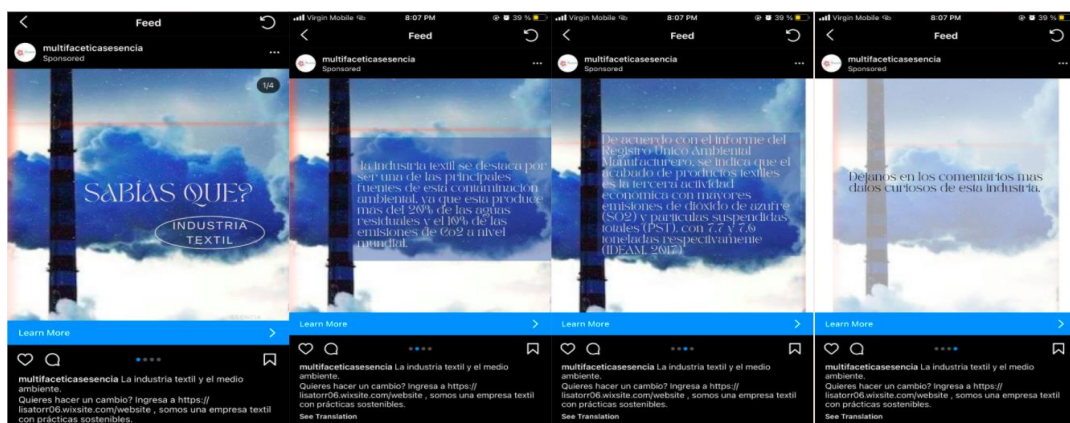 Feed
multifaceticasesencia
Sponsored
1/4
SABÍAS QUE?
INDUSTRIA
TEXTIL
Learn More
multifaceticasesencia La industria textil y el medio
ambiente.
Quieres hacer un cambio? Ingresa a https://
lisatorr06.wixsite.com/website , somos una empresa textil
con prácticas sostenibles.
Virgin Mobile
8:07 PM
39 %
Feed
multifaceticasesencia
Sponsored
la industria textil se destaca por
ser una de las principales
fuentes de esta contaminación
ambiental, ya que esta produce
mas del 20% de las aguas
residuales y el 10% de las
emisiones de Co2 a nivel
mundial.
Learn More
multifaceticasesencia La industria textil y el medio
ambiente.
Quieres hacer un cambio? Ingresa a https://
lisatorr06.wixsite.com/website , somos una empresa textil
con prácticas sostenibles.
See Translation
Virgin Mobile
8:07 PM
39 %
Feed
multifaceticasesencia
Sponsored
De acuerdo con el informe del
Registro Único Ambiental
Manufacturero, se indica que el
acabado de productos textiles
es la tercera actividad
económica con mayores
emisiones de dióxido de azufre
(SO2) y partículas suspendidas
totales (PST), con 7.7 y 7.0
toneladas respectivamente
(IDEAM, 2017)
Learn More
multifaceticasesencia La industria textil y el medio
ambiente.
Quieres hacer un cambio? Ingresa a https://
lisatorr06.wixsite.com/website , somos una empresa textil
con prácticas sostenibles.
See Translation
Virgin Mobile
8:07 PM
39 %
Feed
multifaceticasesencia
Sponsored
Déjanos en los comentarios mas
datos curiosos de esta industria.
Learn More
multifaceticasesencia La industria textil y el medio
ambiente.
Quieres hacer un cambio? Ingresa a https://
lisatorr06.wixsite.com/website , somos una empresa textil
con prácticas sostenibles.
See Translation